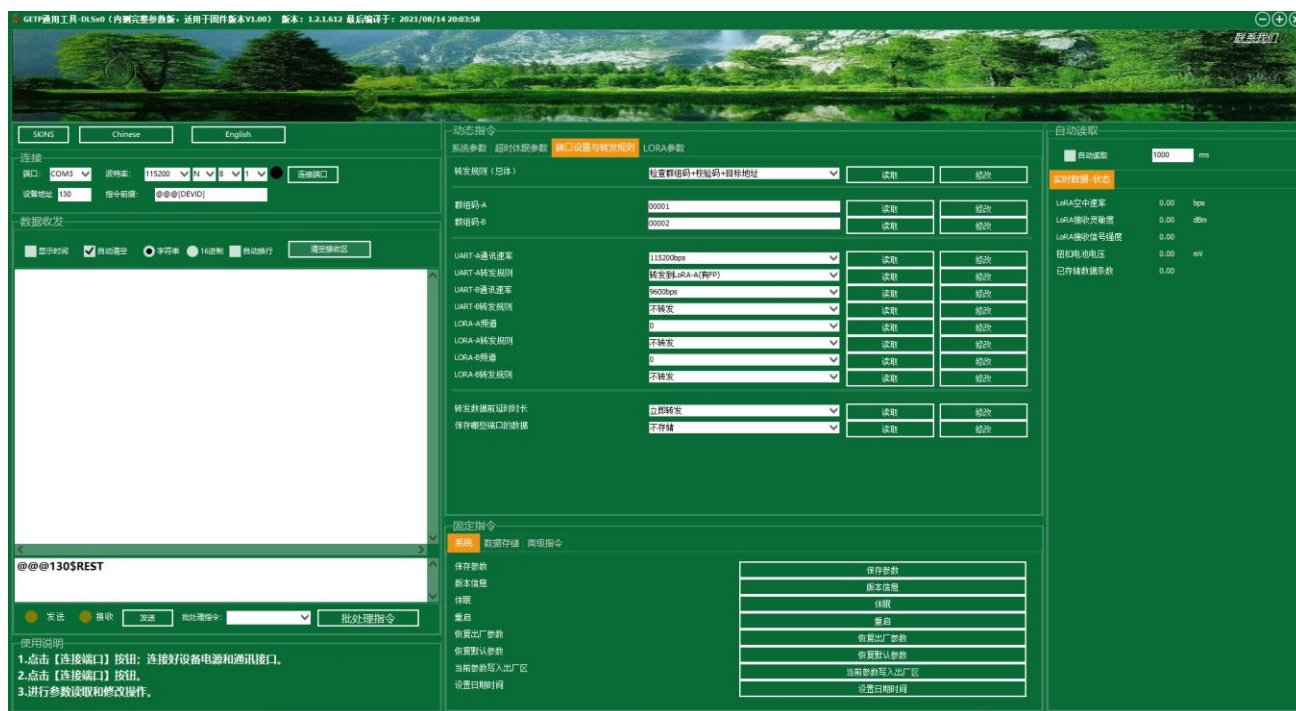 GETP通用工具-DLSx0（内测完整参数版，适用于固件版本V1.00） 版本：1.2.1.612 最后编译于：2021/08/14 20:03:58
联系我们
SKINS Chinese English
连接
端口: COM3 波特率: 115200 N 8 1 连接端口
设备地址 130 指令前缀: @@@[DEVID]
数据收发
显示时间 自动清空 字符串 16进制 自动换行 清空接收区
@@@130$REST
发送 接收 发送 批处理指令: 批处理指令
使用说明
1.点击【连接端口】按钮；连接好设备电源和通讯接口。
2.点击【连接端口】按钮。
3.进行参数读取和修改操作。
动态指令
系统参数 超时休眠参数 端口设置与转发规则 LORA参数
转发规则（总体） 检查群组码+校验码+目标地址 读取 修改
群组码-A 00001 读取 修改
群组码-B 00002 读取 修改
UART-A通讯速率 115200bps 读取 修改
UART-A转发规则 转发到LoRA-A(有FP) 读取 修改
UART-B通讯速率 9600bps 读取 修改
UART-B转发规则 不转发 读取 修改
LORA-A频道 0 读取 修改
LORA-A转发规则 不转发 读取 修改
LORA-B频道 0 读取 修改
LORA-B转发规则 不转发 读取 修改
转发数据前延时时长 立即转发 读取 修改
保存哪些端口的数据 不存储 读取 修改
固定指令
系统 数据存储 高级指令
保存参数 保存参数
版本信息 版本信息
休眠 休眠
重启 重启
恢复出厂参数 恢复出厂参数
恢复默认参数 恢复默认参数
当前参数写入出厂区 当前参数写入出厂区
设置日期时间 设置日期时间
自动读取
自动读取 1000 ms
实时数据-状态
LoRA空中速率 0.00 bps
LoRA接收灵敏度 0.00 dBm
LoRA接收信号强度 0.00
纽扣电池电压 0.00 mV
已存储数据条数 0.00